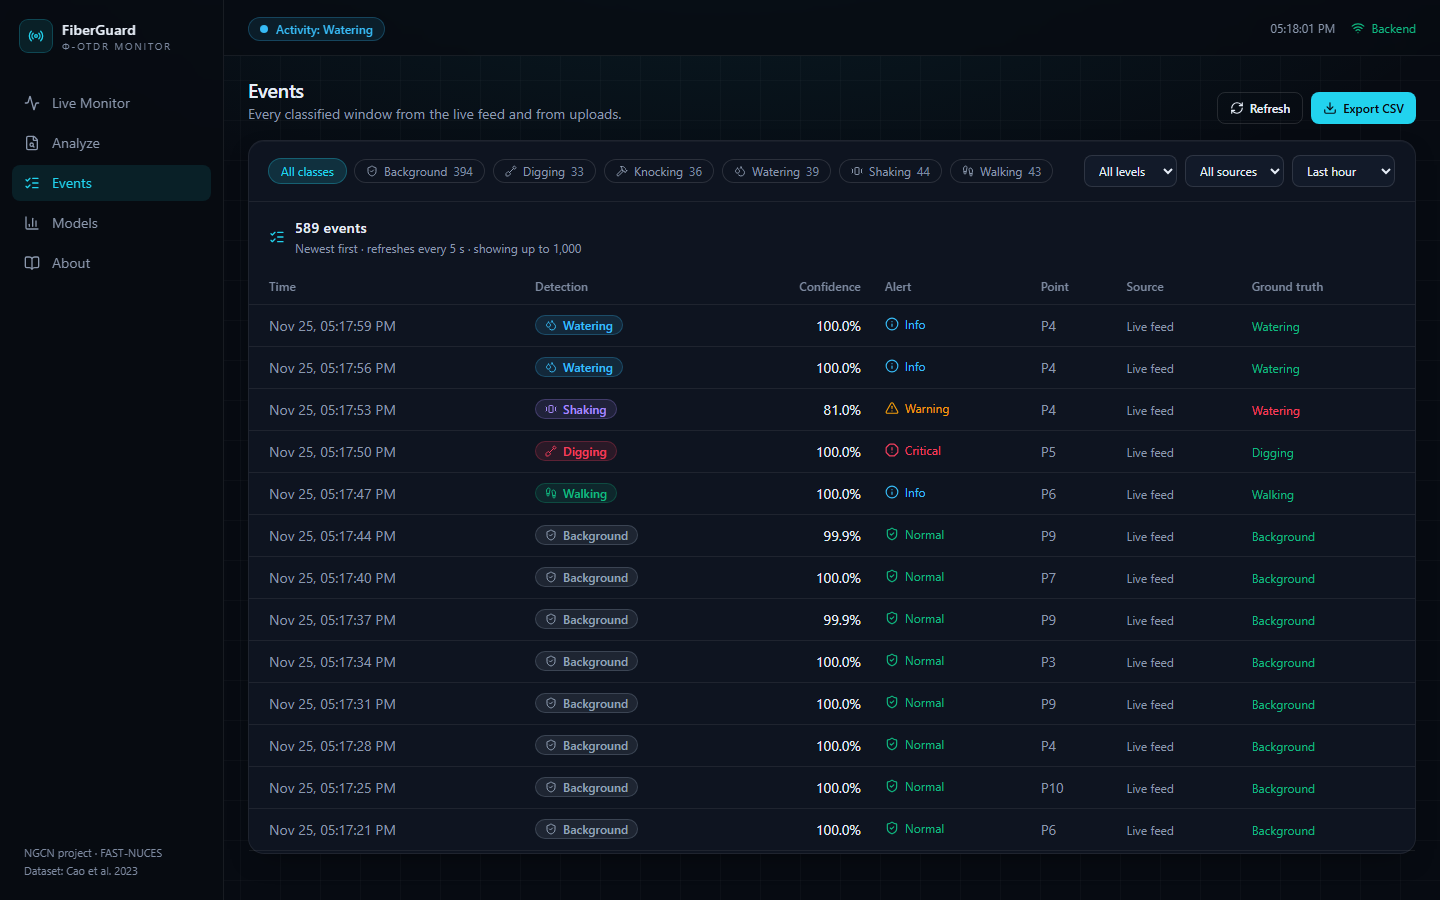 FiberGuard
Φ-OTDR MONITOR
Live Monitor
Analyze
Events
Models
About
NGCN project · FAST-NUCES
Dataset: Cao et al. 2023
Activity: Watering
05:18:01 PM Backend
Events
Every classified window from the live feed and from uploads.
Refresh Export CSV
All classes Background 394 Digging 33 Knocking 36 Watering 39 Shaking 44 Walking 43 All levels All sources Last hour
589 events
Newest first · refreshes every 5 s · showing up to 1,000
Time Detection Confidence Alert Point Source Ground truth
Nov 25, 05:17:59 PM Watering 100.0% Info P4 Live feed Watering
Nov 25, 05:17:56 PM Watering 100.0% Info P4 Live feed Watering
Nov 25, 05:17:53 PM Shaking 81.0% Warning P4 Live feed Watering
Nov 25, 05:17:50 PM Digging 100.0% Critical P5 Live feed Digging
Nov 25, 05:17:47 PM Walking 100.0% Info P6 Live feed Walking
Nov 25, 05:17:44 PM Background 99.9% Normal P9 Live feed Background
Nov 25, 05:17:40 PM Background 100.0% Normal P7 Live feed Background
Nov 25, 05:17:37 PM Background 99.9% Normal P9 Live feed Background
Nov 25, 05:17:34 PM Background 100.0% Normal P3 Live feed Background
Nov 25, 05:17:31 PM Background 100.0% Normal P9 Live feed Background
Nov 25, 05:17:28 PM Background 100.0% Normal P4 Live feed Background
Nov 25, 05:17:25 PM Background 100.0% Normal P10 Live feed Background
Nov 25, 05:17:21 PM Background 100.0% Normal P6 Live feed Background